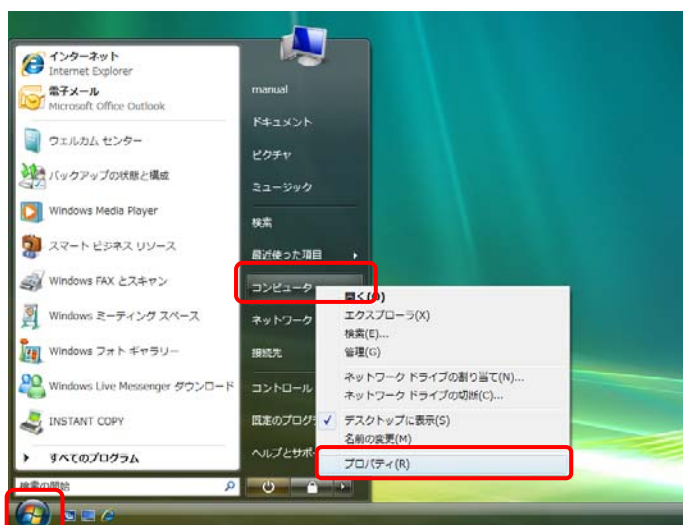 インターネット
Internet Explorer
電子メール
Microsoft Office Outlook
ウェルカム センター
バックアップの状態と構成
Windows Media Player
スマート ビジネス リソース
Windows FAX とスキャン
Windows ミーティング スペース
Windows フォト ギャラリー
Windows Live Messenger ダウンロード
INSTANT COPY
すべてのプログラム
検索の開始
manual
ドキュメント
ピクチャ
ミュージック
検索
最近使った項目
コンピュータ
ネットワーク
接続先
コントロール
既定のプログ
ヘルプとサポ
開く(O)
エクスプローラ(X)
検索(E)...
管理(G)
ネットワーク ドライブの割り当て(N)...
ネットワーク ドライブの切断(C)...
デスクトップに表示(S)
名前の変更(M)
プロパティ(R)